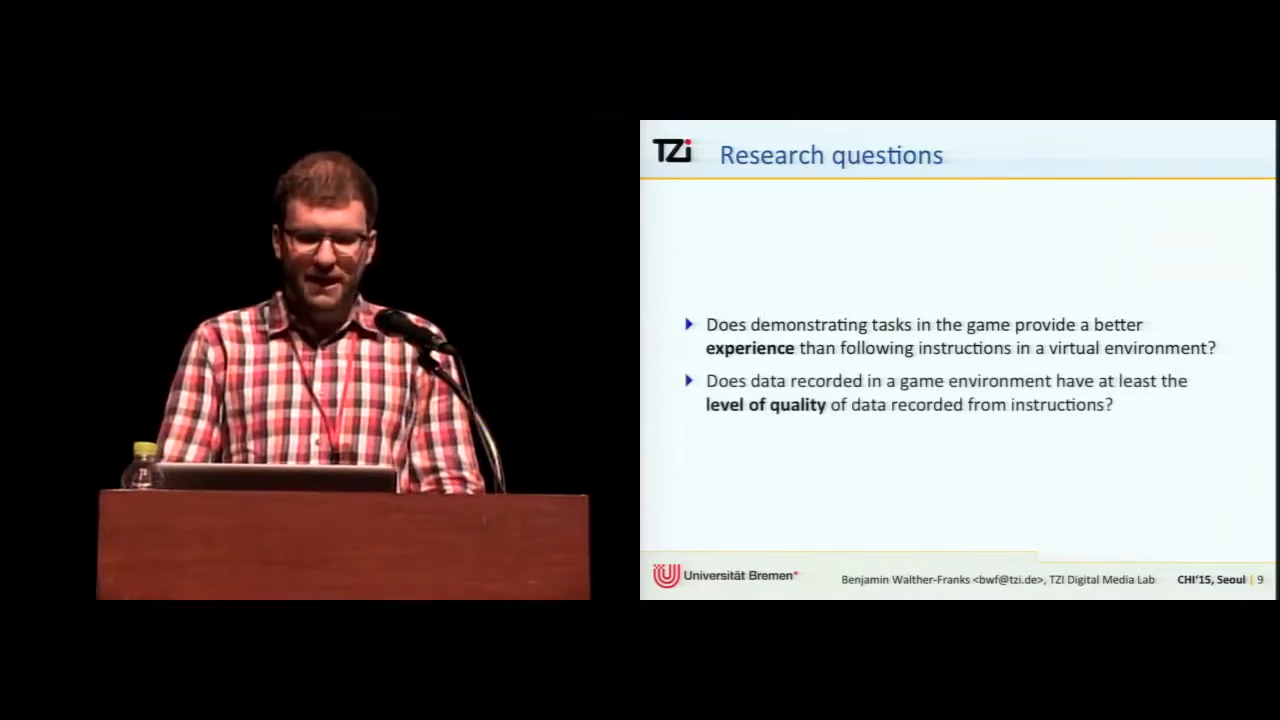 TZi
Research questions
Does demonstrating tasks in the game provide a better
experience than following instructions in a virtual environment?
Does data recorded in a game environment have at least the
level of quality of data recorded from instructions?
Universität Bremen*
Benjamin Walther-Franks <bwf@tzi.de>, TZI Digital Media Lab
CHI'15, Seoul | 9